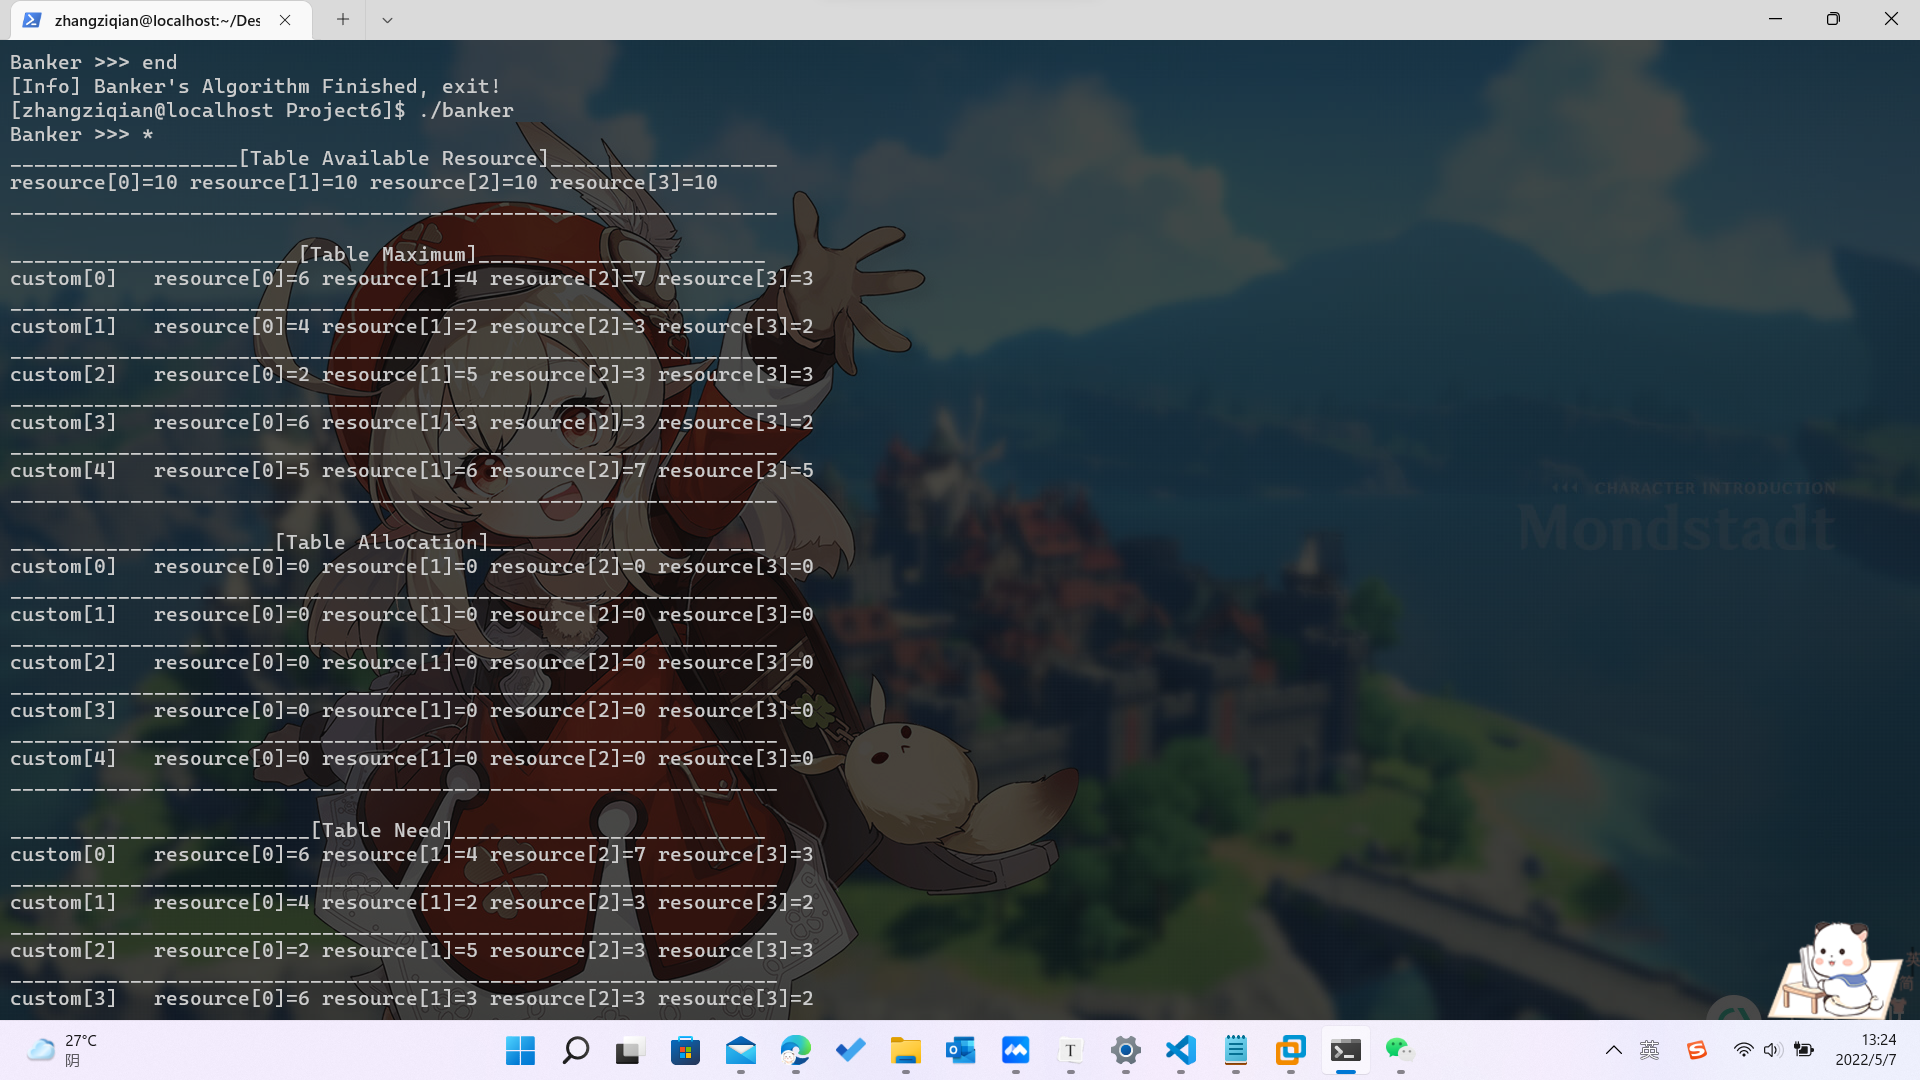 zhangziqian@localhost:~/Des
Banker >>> end
[Info] Banker's Algorithm Finished, exit!
[zhangziqian@localhost Project6]$ ./banker
Banker >>> *
___________________[Table Available Resource]___________________
resource[0]=10 resource[1]=10 resource[2]=10 resource[3]=10
________________________________________________________________
________________________[Table Maximum]________________________
custom[0]   resource[0]=6 resource[1]=4 resource[2]=7 resource[3]=3
________________________________________________________________
custom[1]   resource[0]=4 resource[1]=2 resource[2]=3 resource[3]=2
________________________________________________________________
custom[2]   resource[0]=2 resource[1]=5 resource[2]=3 resource[3]=3
________________________________________________________________
custom[3]   resource[0]=6 resource[1]=3 resource[2]=3 resource[3]=2
________________________________________________________________
custom[4]   resource[0]=5 resource[1]=6 resource[2]=7 resource[3]=5
________________________________________________________________
______________________[Table Allocation]_______________________
custom[0]   resource[0]=0 resource[1]=0 resource[2]=0 resource[3]=0
________________________________________________________________
custom[1]   resource[0]=0 resource[1]=0 resource[2]=0 resource[3]=0
________________________________________________________________
custom[2]   resource[0]=0 resource[1]=0 resource[2]=0 resource[3]=0
________________________________________________________________
custom[3]   resource[0]=0 resource[1]=0 resource[2]=0 resource[3]=0
________________________________________________________________
custom[4]   resource[0]=0 resource[1]=0 resource[2]=0 resource[3]=0
________________________________________________________________
_________________________[Table Need]__________________________
custom[0]   resource[0]=6 resource[1]=4 resource[2]=7 resource[3]=3
________________________________________________________________
custom[1]   resource[0]=4 resource[1]=2 resource[2]=3 resource[3]=2
________________________________________________________________
custom[2]   resource[0]=2 resource[1]=5 resource[2]=3 resource[3]=3
________________________________________________________________
custom[3]   resource[0]=6 resource[1]=3 resource[2]=3 resource[3]=2
CHARACTER INTRODUCTION
Mondstadt
英
简
27°C
阴
T
英
13:24
2022/5/7